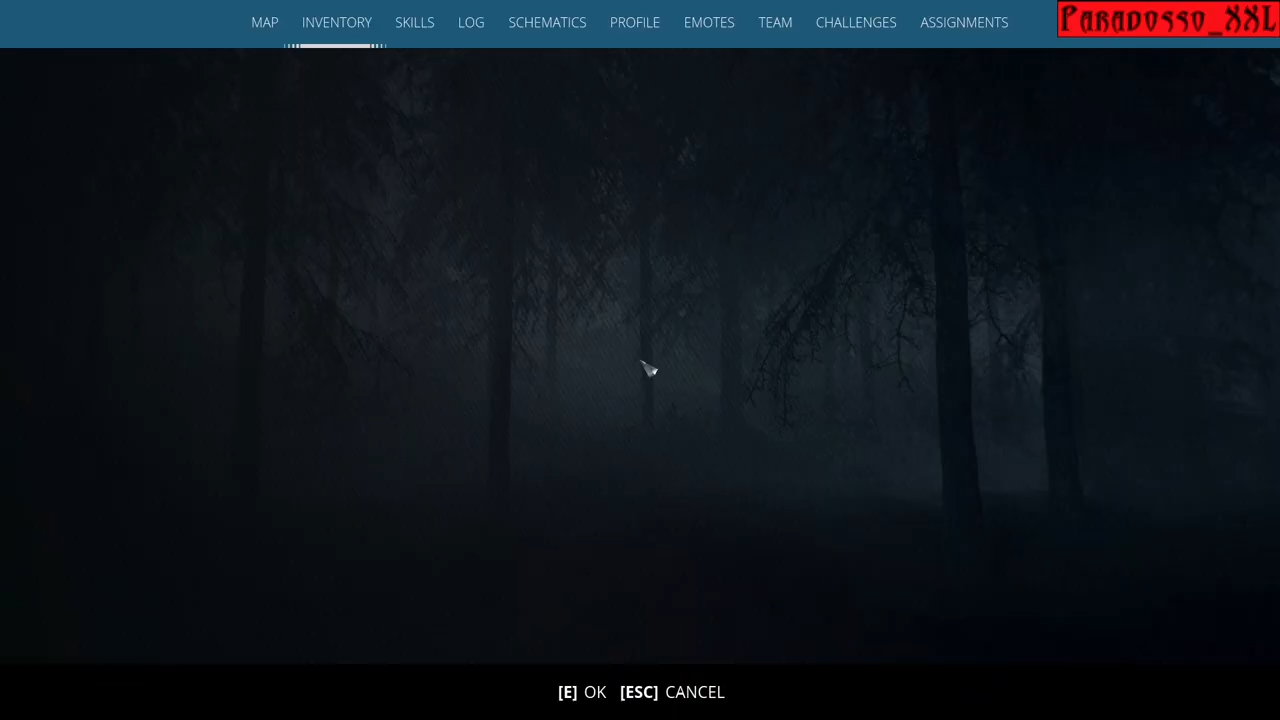 MAP INVENTORY SKILLS LOG SCHEMATICS PROFILE EMOTES TEAM CHALLENGES ASSIGNMENTS Paradosso_XXL
[E] OK [ESC] CANCEL